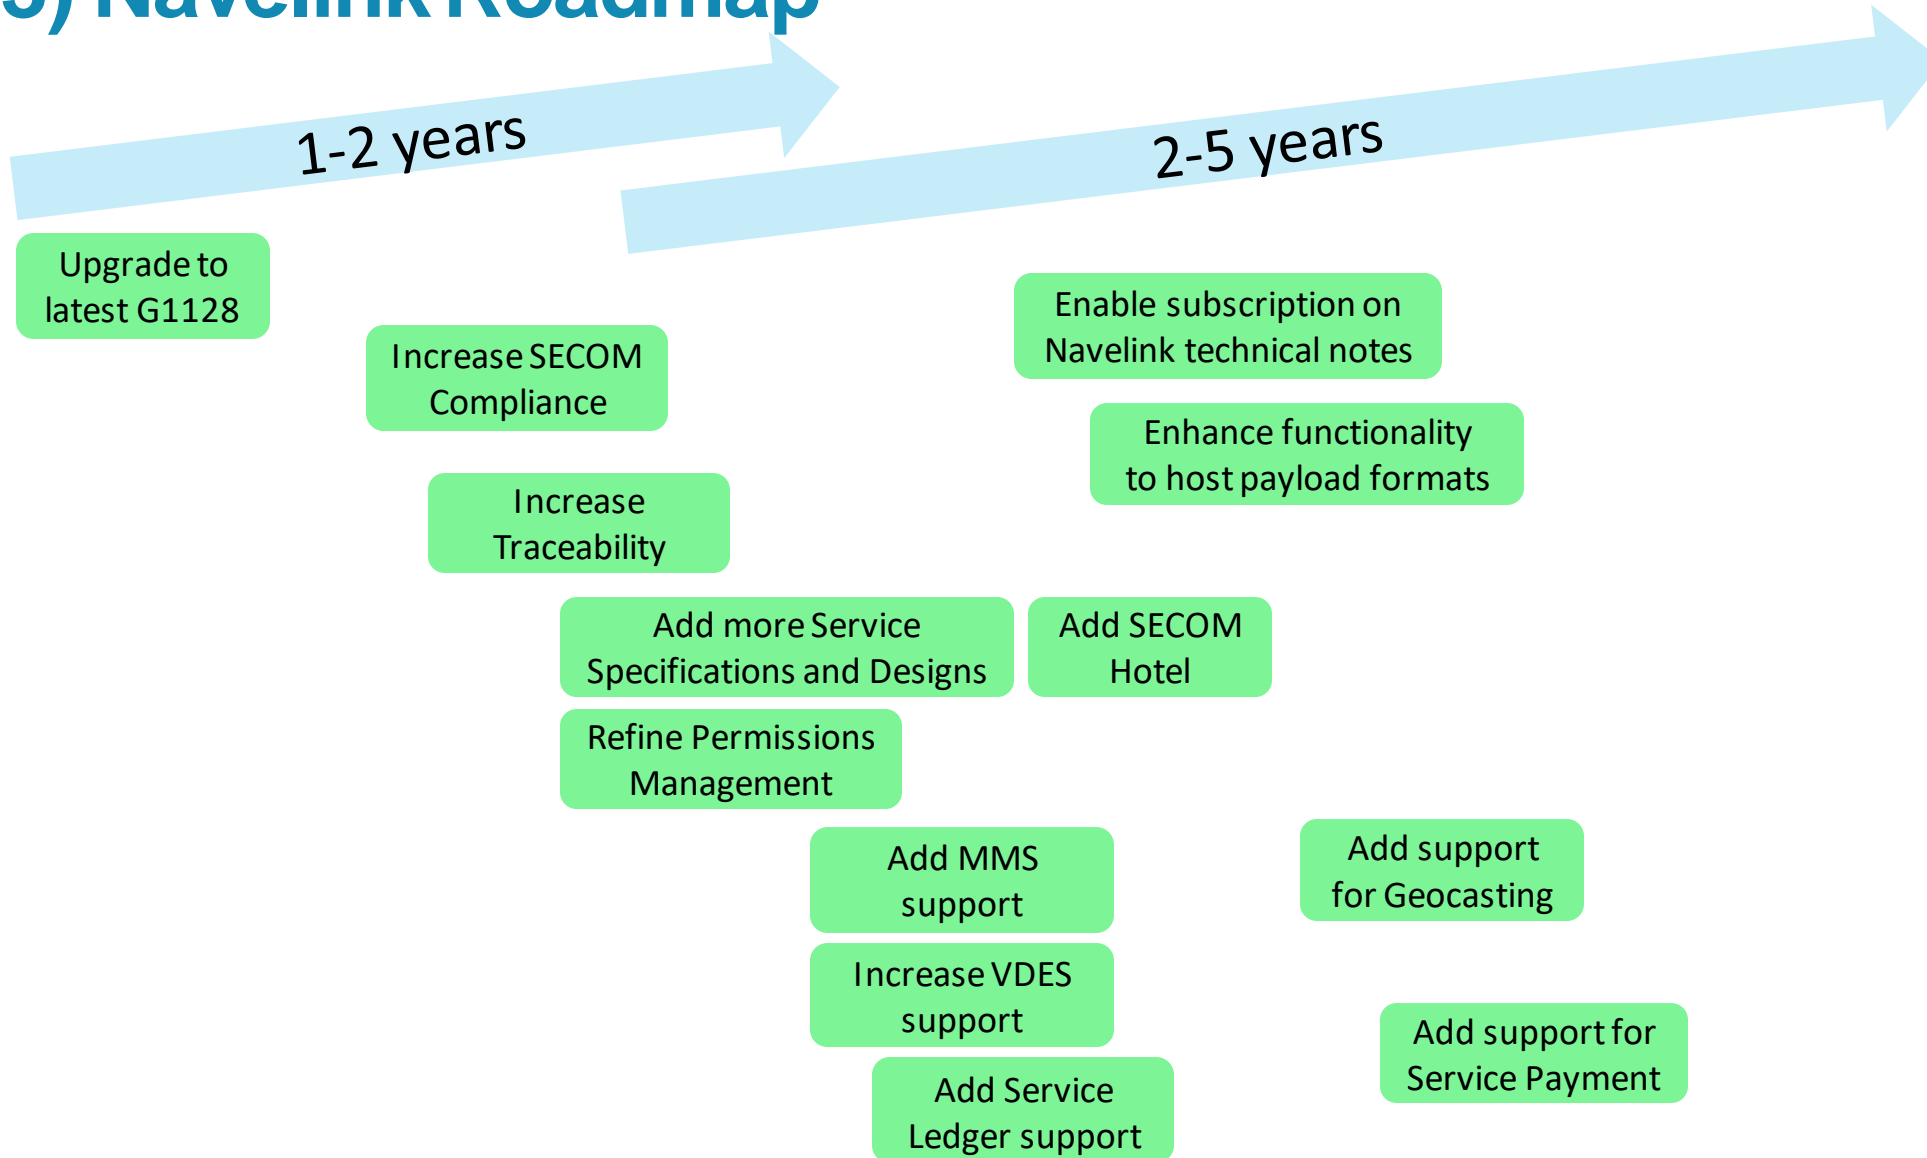 ) Navelink Roadmap
1-2 years
2-5 years
Upgrade to
latest G1128
Increase SECOM
Compliance
Increase
Traceability
Add more Service
Specifications and Designs
Refine Permissions
Management
Add MMS
support
Increase VDES
support
Add Service
Ledger support
Enable subscription on
Navelink technical notes
Enhance functionality
to host payload formats
Add SECOM
Hotel
Add support
for Geocasting
Add support for
Service Payment